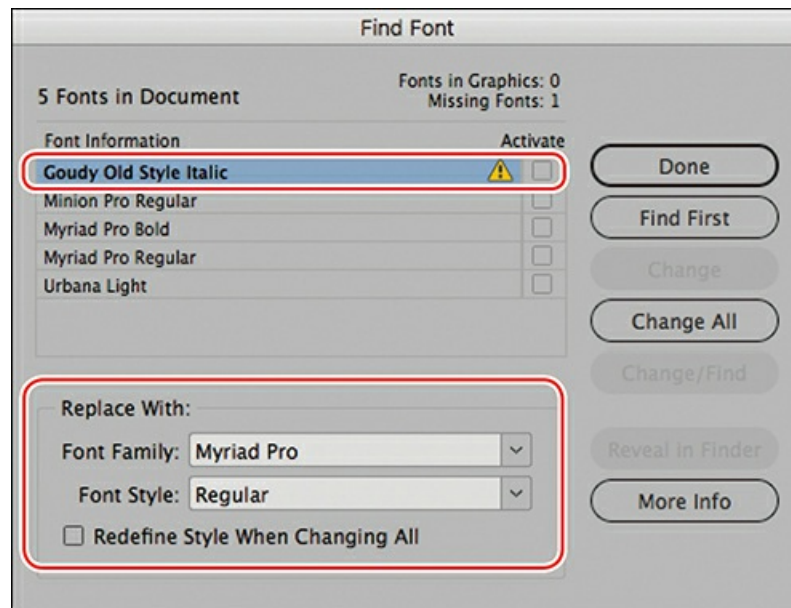 Find Font
5 Fonts in Document
Fonts in Graphics: 0
Missing Fonts: 1
Font Information Activate
Goudy Old Style Italic
Minion Pro Regular
Myriad Pro Bold
Myriad Pro Regular
Urbana Light
Done
Find First
Change
Change All
Change/Find
Reveal in Finder
More Info
Replace With:
Font Family: Myriad Pro
Font Style: Regular
Redefine Style When Changing All